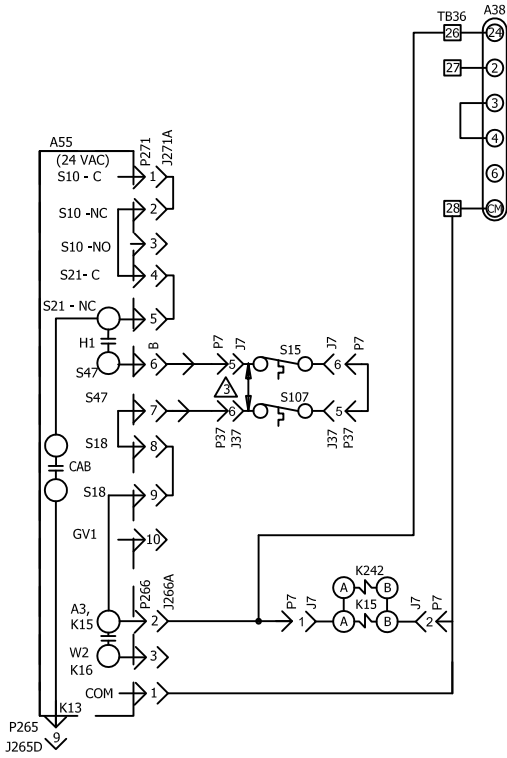 TB36
A38
26
24
27
2
3
4
6
28
CM
A55
(24 VAC)
P271
J271A
S10 - C
1
S10 -NC
2
S10 -NO
3
S21- C
4
S21 - NC
5
H1
B
S47
6
P7
5
J7
S15
J7
6
P7
3
S47
7
6
S107
5
P37
J37
J37
P37
S18
8
CAB
S18
9
GV1
10
P266
J266A
K242
A
B
A3,
K15
2
P7
1
J7
K15
A
B
J7
2
P7
W2
K16
3
COM
1
K13
P265
J265D
9